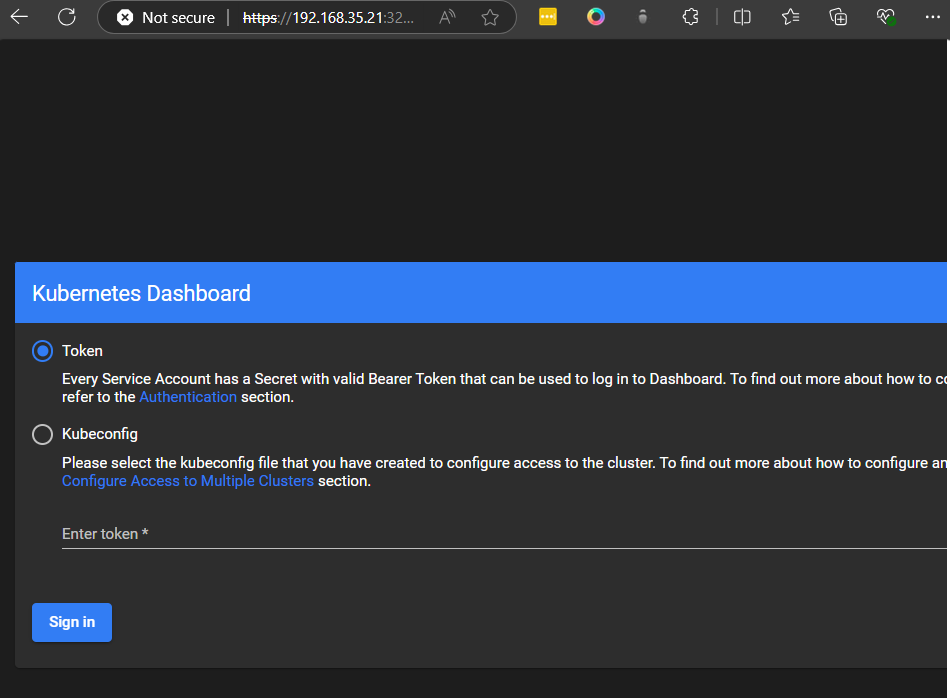 Not secure | https://192.168.35.21:32...
Kubernetes Dashboard
Token
Every Service Account has a Secret with valid Bearer Token that can be used to log in to Dashboard. To find out more about how to co
refer to the Authentication section.
Kubeconfig
Please select the kubeconfig file that you have created to configure access to the cluster. To find out more about how to configure an
Configure Access to Multiple Clusters section.
Enter token *
Sign in